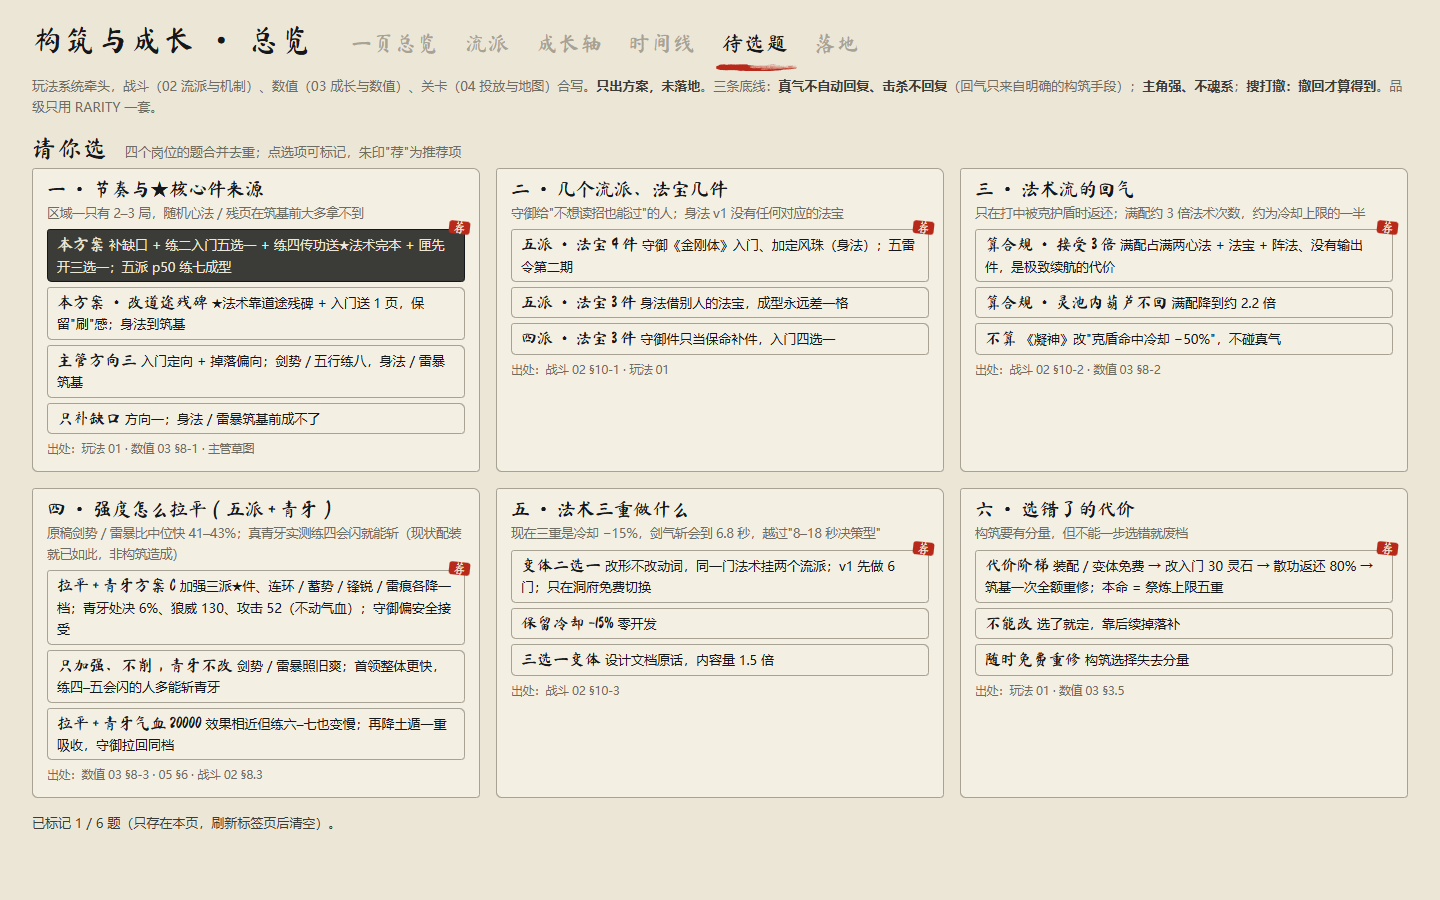 构筑与成长 · 总览
一页总览 流派 成长轴 时间线 待选题 落地
玩法系统牵头，战斗（02 流派与机制）、数值（03 成长与数值）、关卡（04 投放与地图）合写。只出方案，未落地。三条底线：真气不自动回复、击杀不回复（回气只来自明确的构筑手段）；主角强、不魂系；搜打撤：撤回才算得到。品
级只用 RARITY 一套。
请你选 四个岗位的题合并去重；点选项可标记，朱印"荐"为推荐项
一 · 节奏与★核心件来源
区域一只有 2–3 局，随机心法 / 残页在筑基前大多拿不到
荐
本方案 补缺口 + 练二入门五选一 + 练四传功送★法术完本 + 匣先
开三选一；五派 p50 练七成型
本方案 · 改道途残碑 ★法术靠道途残碑 + 入门送 1 页，保
留"刷"感；身法到筑基
主管方向三 入门定向 + 掉落偏向；剑势 / 五行练八，身法 / 雷暴
筑基
只补缺口 方向一；身法 / 雷暴筑基前成不了
出处：玩法 01 · 数值 03 §8-1 · 主管草图
二 · 几个流派、法宝几件
守御给"不想读招也能过"的人；身法 v1 没有任何对应的法宝
荐
五派 · 法宝 4 件 守御《金刚体》入门、加定风珠（身法）；五雷
令第二期
五派 · 法宝 3 件 身法借别人的法宝，成型永远差一格
四派 · 法宝 3 件 守御件只当保命补件，入门四选一
出处：战斗 02 §10-1 · 玩法 01
三 · 法术流的回气
只在打中被克护盾时返还；满配约 3 倍法术次数，约为冷却上限的一半
荐
算合规 · 接受 3 倍 满配占满两心法 + 法宝 + 阵法、没有输出
件，是极致续航的代价
算合规 · 灵池内葫芦不回 满配降到约 2.2 倍
不算 《凝神》改"克盾命中冷却 −50%"，不碰真气
出处：战斗 02 §10-2 · 数值 03 §8-2
四 · 强度怎么拉平（五派+青牙）
原稿剑势 / 雷暴比中位快 41–43%；真青牙实测练四会闪就能斩（现状配装
就已如此，非构筑造成）
荐
拉平+青牙方案 C 加强三派★件、连环 / 蓄势 / 锋锐 / 雷痕各降一
档；青牙处决 6%、狼威 130、攻击 52（不动气血）；守御偏安全接
受
只加强、不削，青牙不改 剑势 / 雷暴照旧爽；首领整体更快，
练四–五会闪的人多能斩青牙
拉平+青牙气血 20000 效果相近但练六–七也变慢；再降土遁一重
吸收，守御拉回同档
出处：数值 03 §8-3 · 05 §6 · 战斗 02 §8.3
五 · 法术三重做什么
现在三重是冷却 −15%，剑气斩会到 6.8 秒，越过"8–18 秒决策型"
荐
变体二选一 改形不改动词，同一门法术挂两个流派；v1 先做 6
门；只在洞府免费切换
保留冷却 -15% 零开发
三选一变体 设计文档原话，内容量 1.5 倍
出处：战斗 02 §10-3
六 · 选错了的代价
构筑要有分量，但不能一步选错就废档
荐
代价阶梯 装配 / 变体免费 → 改入门 30 灵石 → 散功返还 80% →
筑基一次全额重修；本命 = 祭炼上限五重
不能改 选了就定，靠后续掉落补
随时免费重修 构筑选择失去分量
出处：玩法 01 · 数值 03 §3.5
已标记 1 / 6 题（只存在本页，刷新标签页后清空）。